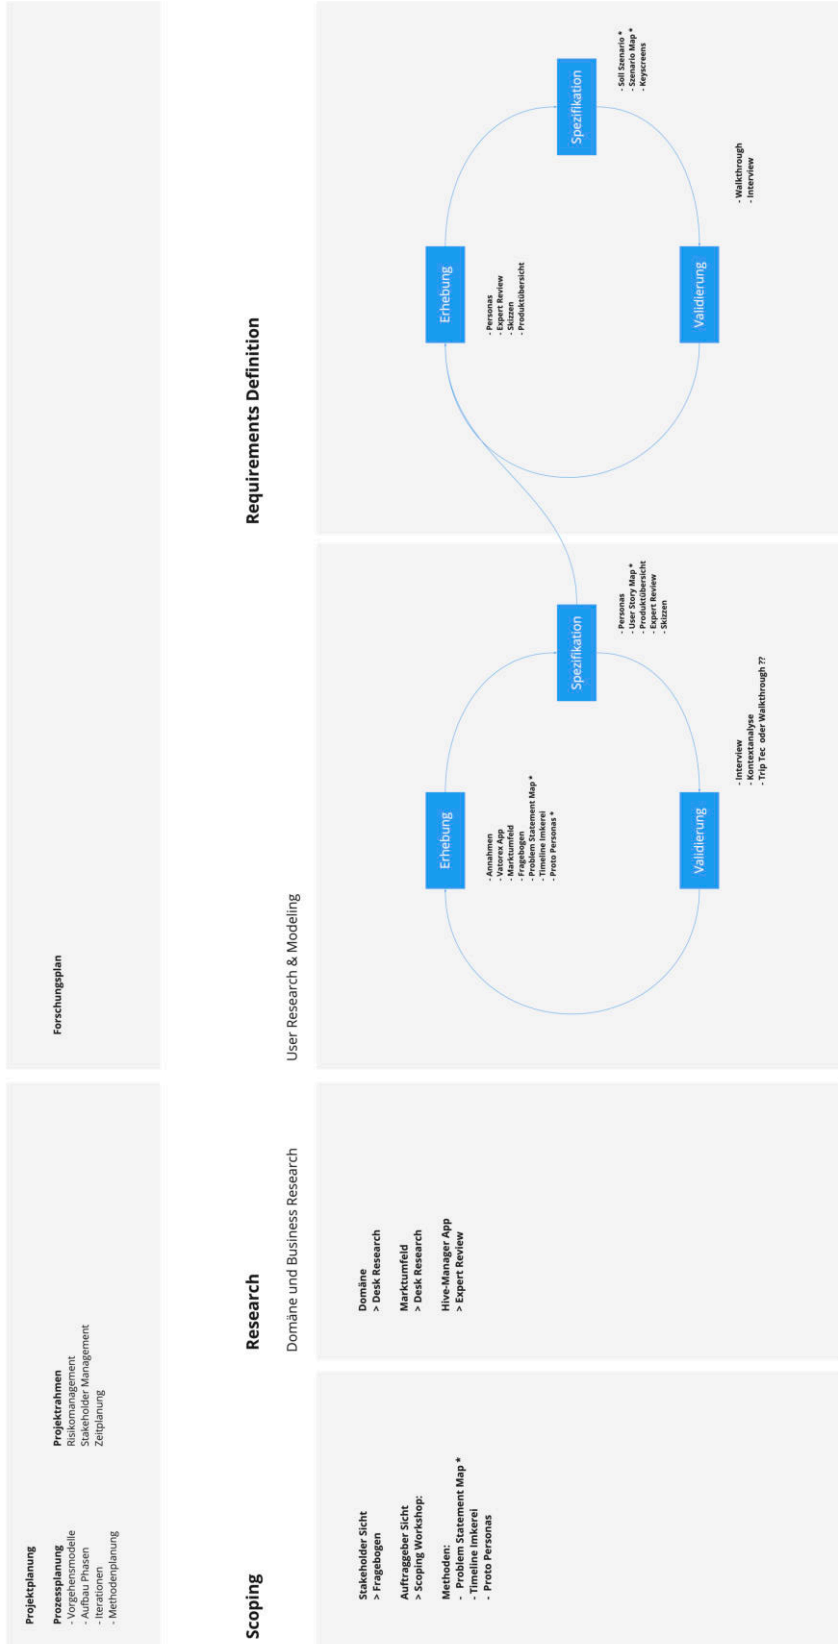 Projektplanung
Prozessplanung
- Vorgehensmodelle
- Aufbau Phasen
- Iterationen
- Methodenplanung
Projektrahmen
Risikomanagement
Stakeholder Management
Zeitplanung
Forschungsplan
Scoping
Stakeholder Sicht
> Fragebogen
Auftraggeber Sicht
> Scoping Workshop:
Methoden:
- Problem Statement Map *
- Timeline Imkerei
- Proto Personas
Research
Domäne und Business Research
Domäne
> Desk Research
Marktumfeld
> Desk Research
Hive-Manager App
> Expert Review
User Research & Modeling
Erhebung
- Annahmen
- Vatorex App
- Marktumfeld
- Fragebogen
- Problem Statement Map *
- Timeline Imkerei
- Proto Personas *
Spezifikation
- Personas
- User Story Map *
- Produktübersicht
- Expert Review
- Skizzen
Validierung
- Interview
- Kontextanalyse
- Trip Tec oder Walkthrough ??
Requirements Definition
Erhebung
- Personas
- Expert Review
- Skizzen
- Produktübersicht
Spezifikation
- Soll Szenario *
- Szenario Map *
- Keyscreens
Validierung
- Walkthrough
- Interview